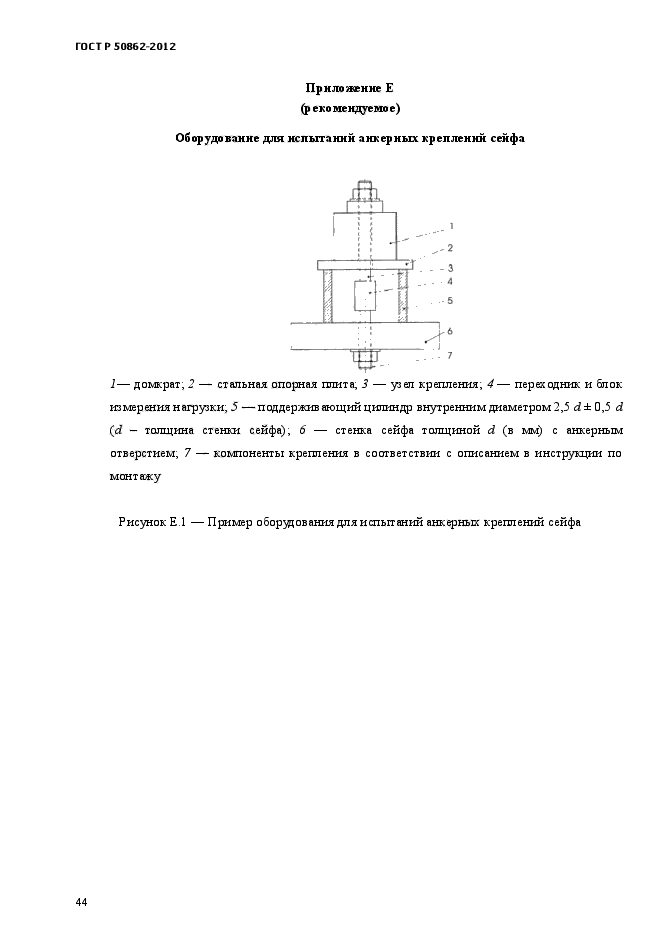 ГОСТ Р 50862-2012
Приложение Е
(рекомендуемое)
Оборудование для испытаний анкерных креплений сейфа
1
2
3
4
5
6
7
1— домкрат; 2 — стальная опорная плита; 3 — узел крепления; 4 — переходник и блок
измерения нагрузки; 5 — поддерживающий цилиндр внутренним диаметром 2,5 d ± 0,5 d
(d – толщина стенки сейфа); 6 — стенка сейфа толщиной d (в мм) с анкерным
отверстием; 7 — компоненты крепления в соответствии с описанием в инструкции по
монтажу
Рисунок Е.1 — Пример оборудования для испытаний анкерных креплений сейфа
44